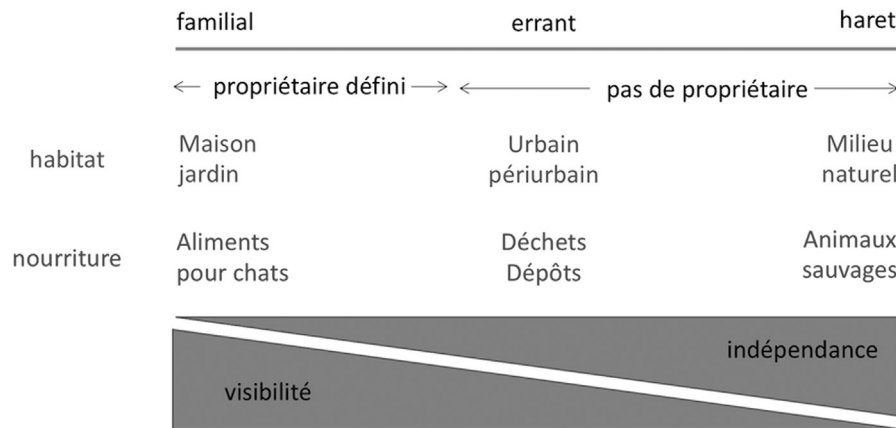 familial errant haret
propriétaire défini pas de propriétaire
habitat
Maison
jardin
Urbain
périurbain
Milieu
naturel
nourriture
Aliments
pour chats
Déchets
Dépôts
Animaux
sauvages
indépendance
visibilité